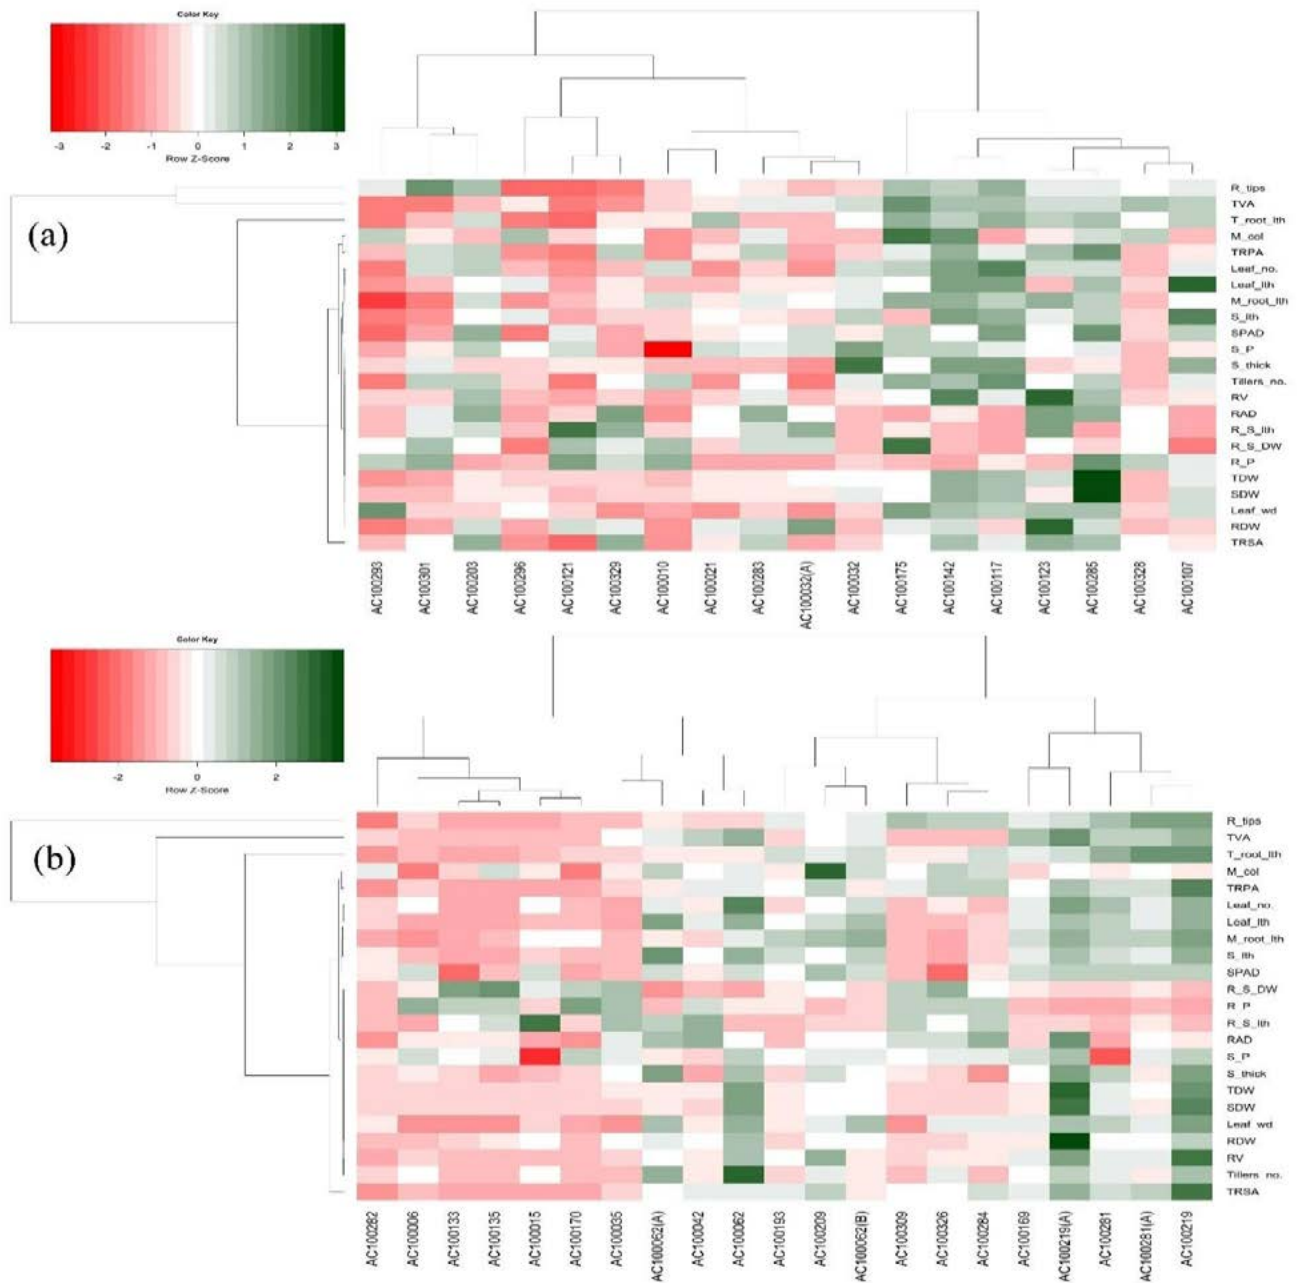 Color Key
-3 -2 -1 0 1 2 3
Row Z-Score
(a)
R_tips
TVA
T_root_lth
M_col
TRPA
Leaf_no.
Leaf_lth
M_root_lth
S_lth
SPAD
S_P
S_thick
Tillers_no.
RV
RAD
R_S_lth
R_S_DW
R_P
TDW
SDW
Leaf_wd
RDW
TRSA
AC100293 AC100301 AC100203 AC100296 AC100121 AC100329 AC100010 AC100021 AC100283 AC100032(A) AC100032 AC100175 AC100142 AC100117 AC100123 AC100285 AC100328 AC100107
Color Key
-2 0 2
Row Z-Score
(b)
R_tips
TVA
T_root_lth
M_col
TRPA
Leaf_no.
Leaf_lth
M_root_lth
S_lth
SPAD
R_S_DW
R_P
R_S_lth
RAD
S_P
S_thick
TDW
SDW
Leaf_wd
RDW
RV
Tillers_no.
TRSA
AC100282 AC100006 AC100133 AC100135 AC100015 AC100170 AC100035 AC100062(A) AC100042 AC100062 AC100193 AC100209 AC100062(B) AC100309 AC100326 AC100284 AC100169 AC100219(A) AC100281 AC100281(A) AC100219